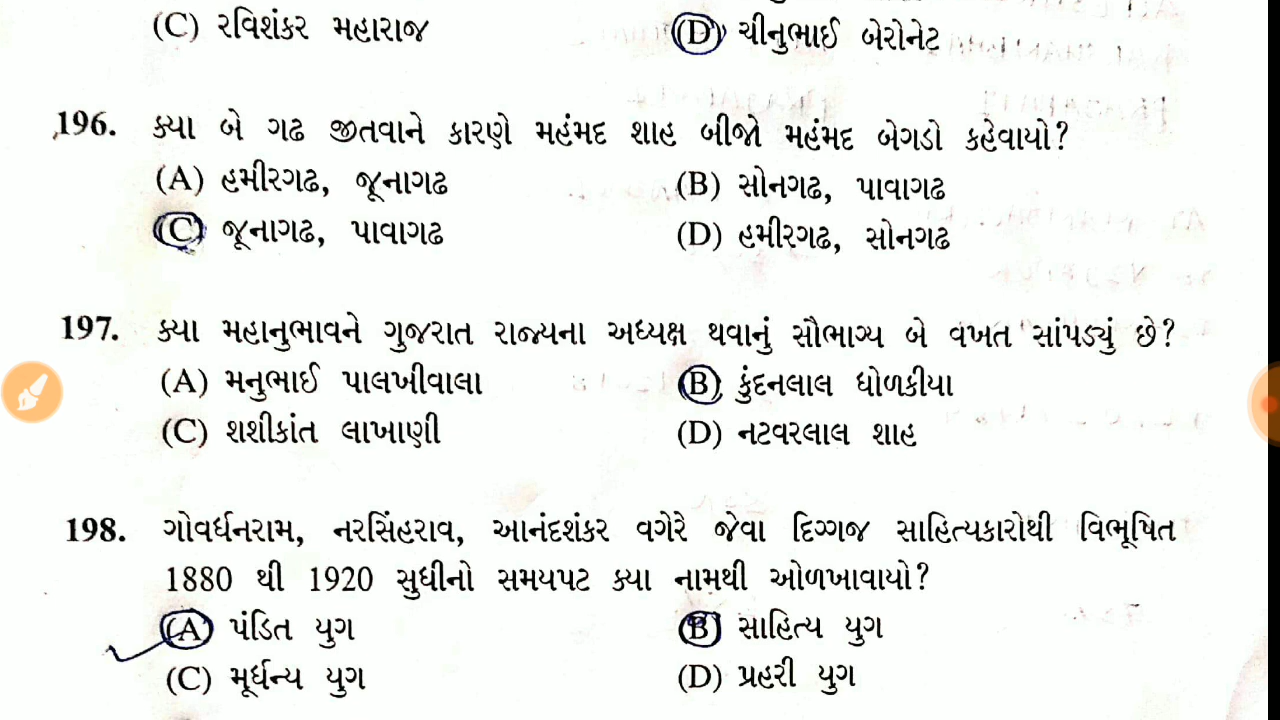 (C) રવિશંકર મહારાજ (D) ચીનુભાઈ બેરોનેટ
196. ક્યા બે ગઢ જીતવાને કારણે મહંમદ શાહ બીજો મહંમદ બેગડો કહેવાયો?
(A) હમીરગઢ, જૂનાગઢ (B) સોનગઢ, પાવાગઢ
(C) જૂનાગઢ, પાવાગઢ (D) હમીરગઢ, સોનગઢ
197. ક્યા મહાનુભાવને ગુજરાત રાજ્યના અધ્યક્ષ થવાનું સૌભાગ્ય બે વખત સાંપડ્યું છે?
(A) મનુભાઈ પાલખીવાલા (B) કુંદનલાલ ધોળકીયા
(C) શશીકાંત લાખાણી (D) નટવરલાલ શાહ
198. ગોવર્ધનરામ, નરસિંહરાવ, આનંદશંકર વગેરે જેવા દિગ્ગજ સાહિત્યકારોથી વિભૂષિત
1880 થી 1920 સુધીનો સમયપટ ક્યા નામથી ઓળખાવાયો?
(A) પંડિત યુગ (B) સાહિત્ય યુગ
(C) મૂર્ધન્ય યુગ (D) પ્રહરી યુગ